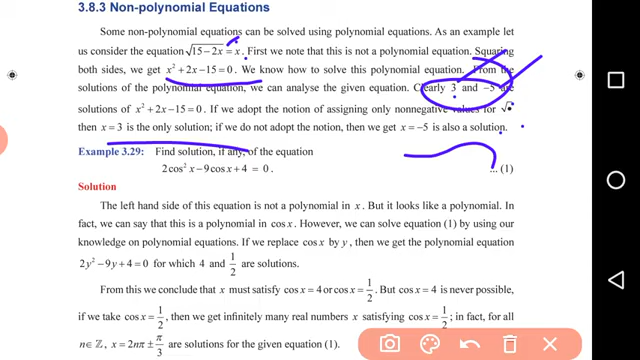 3.8.3 Non-polynomial Equations
Some non-polynomial equations can be solved using polynomial equations. As an example let
us consider the equation √15 − 2x = x. First we note that this is not a polynomial equation. Squaring
both sides, we get x² + 2x − 15 = 0. We know how to solve this polynomial equation. From the
solutions of the polynomial equation, we can analyse the given equation. Clearly 3 and −5 are
solutions of x² + 2x − 15 = 0. If we adopt the notion of assigning only nonnegative values for √
then x = 3 is the only solution; if we do not adopt the notion, then we get x = −5 is also a solution.
Example 3.29: Find solution, if any, of the equation
2cos² x − 9cos x + 4 = 0. ... (1)
Solution
The left hand side of this equation is not a polynomial in x. But it looks like a polynomial. In
fact, we can say that this is a polynomial in cos x. However, we can solve equation (1) by using our
knowledge on polynomial equations. If we replace cos x by y, then we get the polynomial equation
2y² − 9y + 4 = 0 for which 4 and 1/2 are solutions.
From this we conclude that x must satisfy cos x = 4 or cos x = 1/2. But cos x = 4 is never possible,
if we take cos x = 1/2, then we get infinitely many real numbers x satisfying cos x = 1/2; in fact, for all
n ∈ ℤ, x = 2nπ ± π/3 are solutions for the given equation (1).